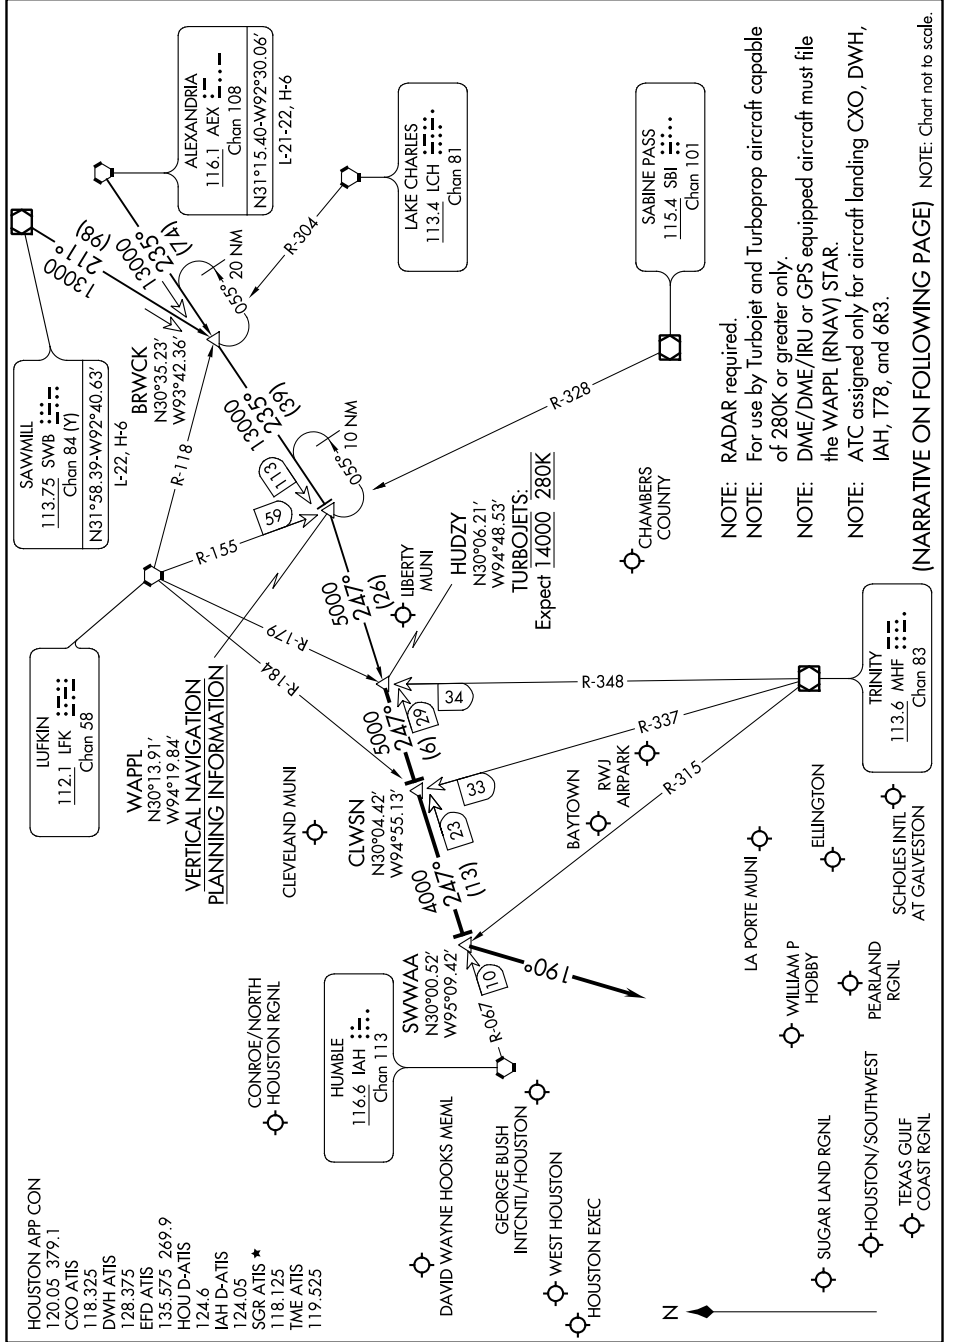 HOUSTON APP CON
120.05 379.1
CXO ATIS
118.325
DWH ATIS
128.375
EFD ATIS
135.575 269.9
HOU D-ATIS
124.6
IAH D-ATIS
124.05
SGR ATIS ★
118.125
TME ATIS
119.525
SAWMILL
113.75 SWB
Chan 84 (Y)
N31°58.39-W92°40.63'
L-22, H-6
ALEXANDRIA
116.1 AEX
Chan 108
N31°15.40-W92°30.06'
L-21-22, H-6
LUFKIN
112.1 LFK
Chan 58
LAKE CHARLES
113.4 LCH
Chan 81
SABINE PASS
115.4 SBI
Chan 101
HUMBLE
116.6 IAH
Chan 113
TRINITY
113.6 MHF
Chan 83
13000
211°
(98)
13000
235°
(74)
BRWCK
N30°35.23'
W93°42.36'
055° 20 NM
R-304
R-118
13000
235°
(39)
113
59
R-155
055° 10 NM
R-328
WAPPL
N30°13.91'
W94°19.84'
VERTICAL NAVIGATION
PLANNING INFORMATION
R-179
R-184
5000
247°
(26)
LIBERTY
MUNI
HUDZY
N30°06.21'
W94°48.53'
TURBOJETS:
Expect 14000 280K
29
34
R-348
5000
247°
(6)
CLWSN
N30°04.42'
W94°55.13'
23
33
R-337
4000
247°
(13)
SWWAA
N30°00.52'
W95°09.42'
10
R-067
R-315
190°
CLEVELAND MUNI
CONROE/NORTH
HOUSTON RGNL
DAVID WAYNE HOOKS MEML
GEORGE BUSH
INTCNTL/HOUSTON
WEST HOUSTON
HOUSTON EXEC
CHAMBERS
COUNTY
BAYTOWN
RWJ
AIRPARK
LA PORTE MUNI
ELLINGTON
WILLIAM P
HOBBY
PEARLAND
RGNL
SCHOLES INTL
AT GALVESTON
SUGAR LAND RGNL
HOUSTON/SOUTHWEST
TEXAS GULF
COAST RGNL
N
NOTE: RADAR required.
NOTE: For use by Turbojet and Turboprop aircraft capable
of 280K or greater only.
NOTE: DME/DME/IRU or GPS equipped aircraft must file
the WAPPL (RNAV) STAR.
NOTE: ATC assigned only for aircraft landing CXO, DWH,
IAH, T78, and 6R3.
(NARRATIVE ON FOLLOWING PAGE) NOTE: Chart not to scale.